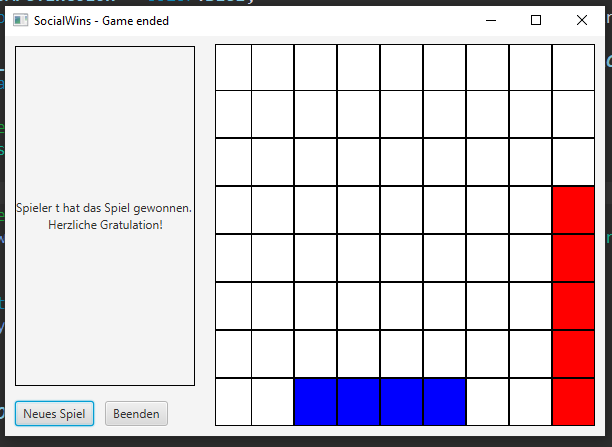 SocialWins - Game ended
Spieler t hat das Spiel gewonnen.
Herzliche Gratulation!
Neues Spiel
Beenden